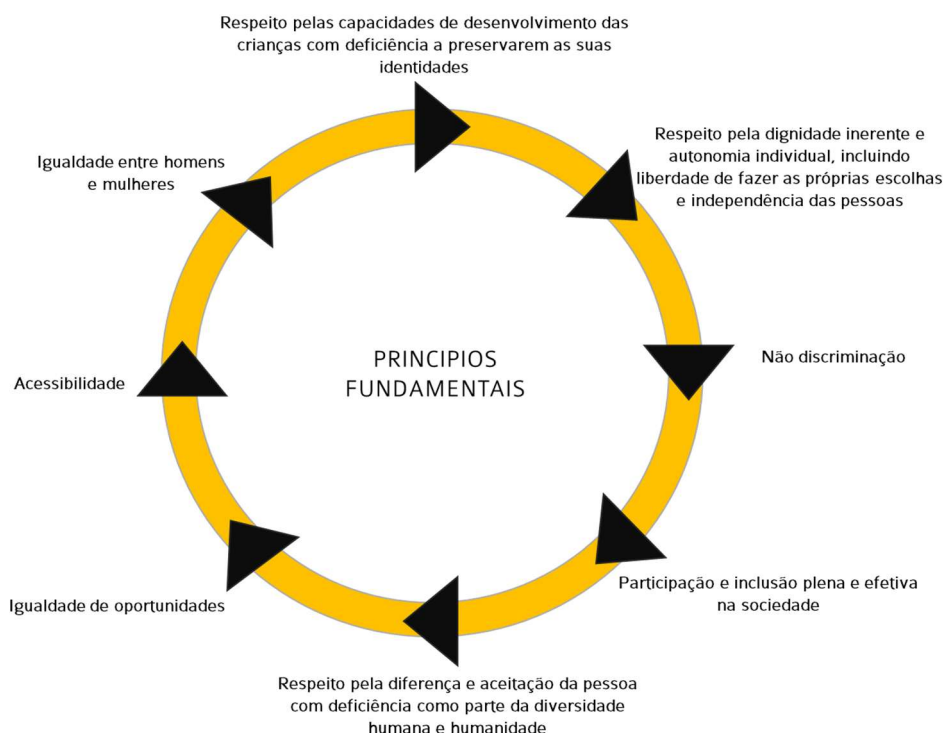 Respeito pelas capacidades de desenvolvimento das
crianças com deficiência a preservarem as suas
identidades
Respeito pela dignidade inerente e
autonomia individual, incluindo
liberdade de fazer as próprias escolhas
e independência das pessoas
Não discriminação
Participação e inclusão plena e efetiva
na sociedade
Respeito pela diferença e aceitação da pessoa
com deficiência como parte da diversidade
humana e humanidade
Igualdade de oportunidades
Acessibilidade
Igualdade entre homens
e mulheres
PRINCIPIOS
FUNDAMENTAIS